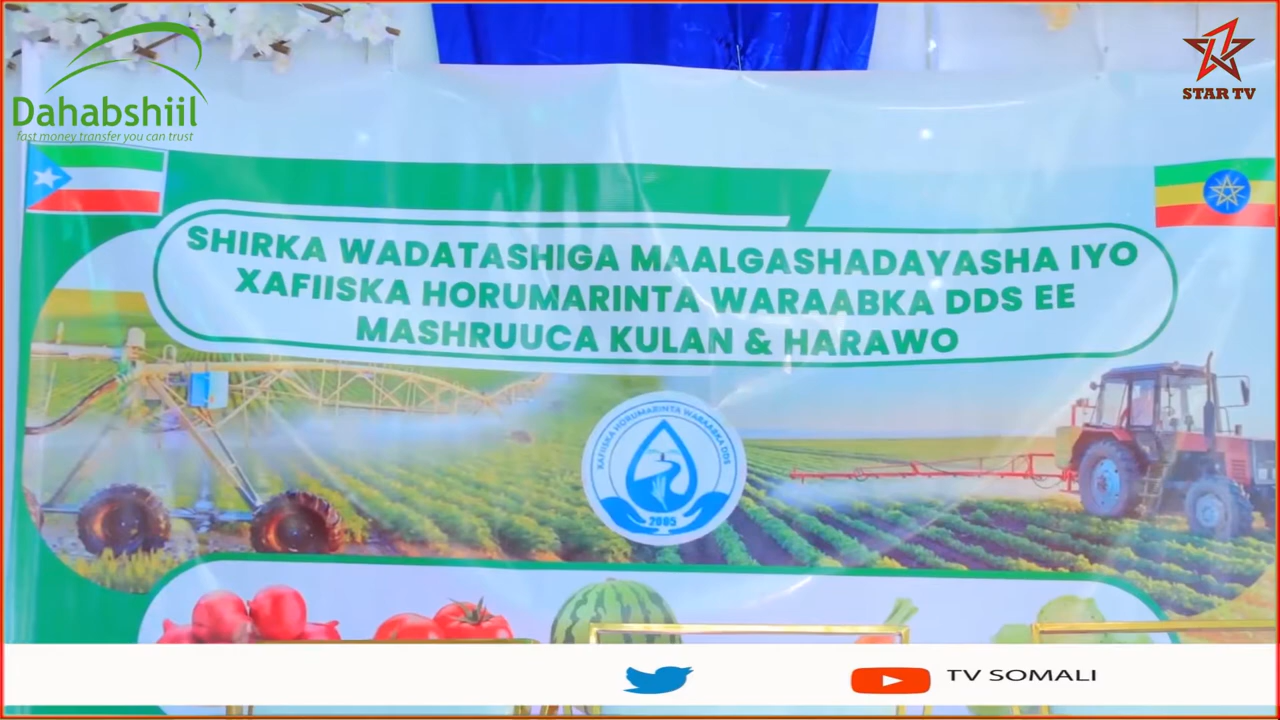 Dahabshiil
fast money transfer you can trust
STAR TV
SHIRKA WADATASHIGA MAALGASHADAYASHA IYO
XAFIISKA HORUMARINTA WARAABKA DDS EE
MASHRUUCA KULAN & HARAWO
XAFIISKA HORUMARINTA WARAABKA DDS
2005
TV SOMALI